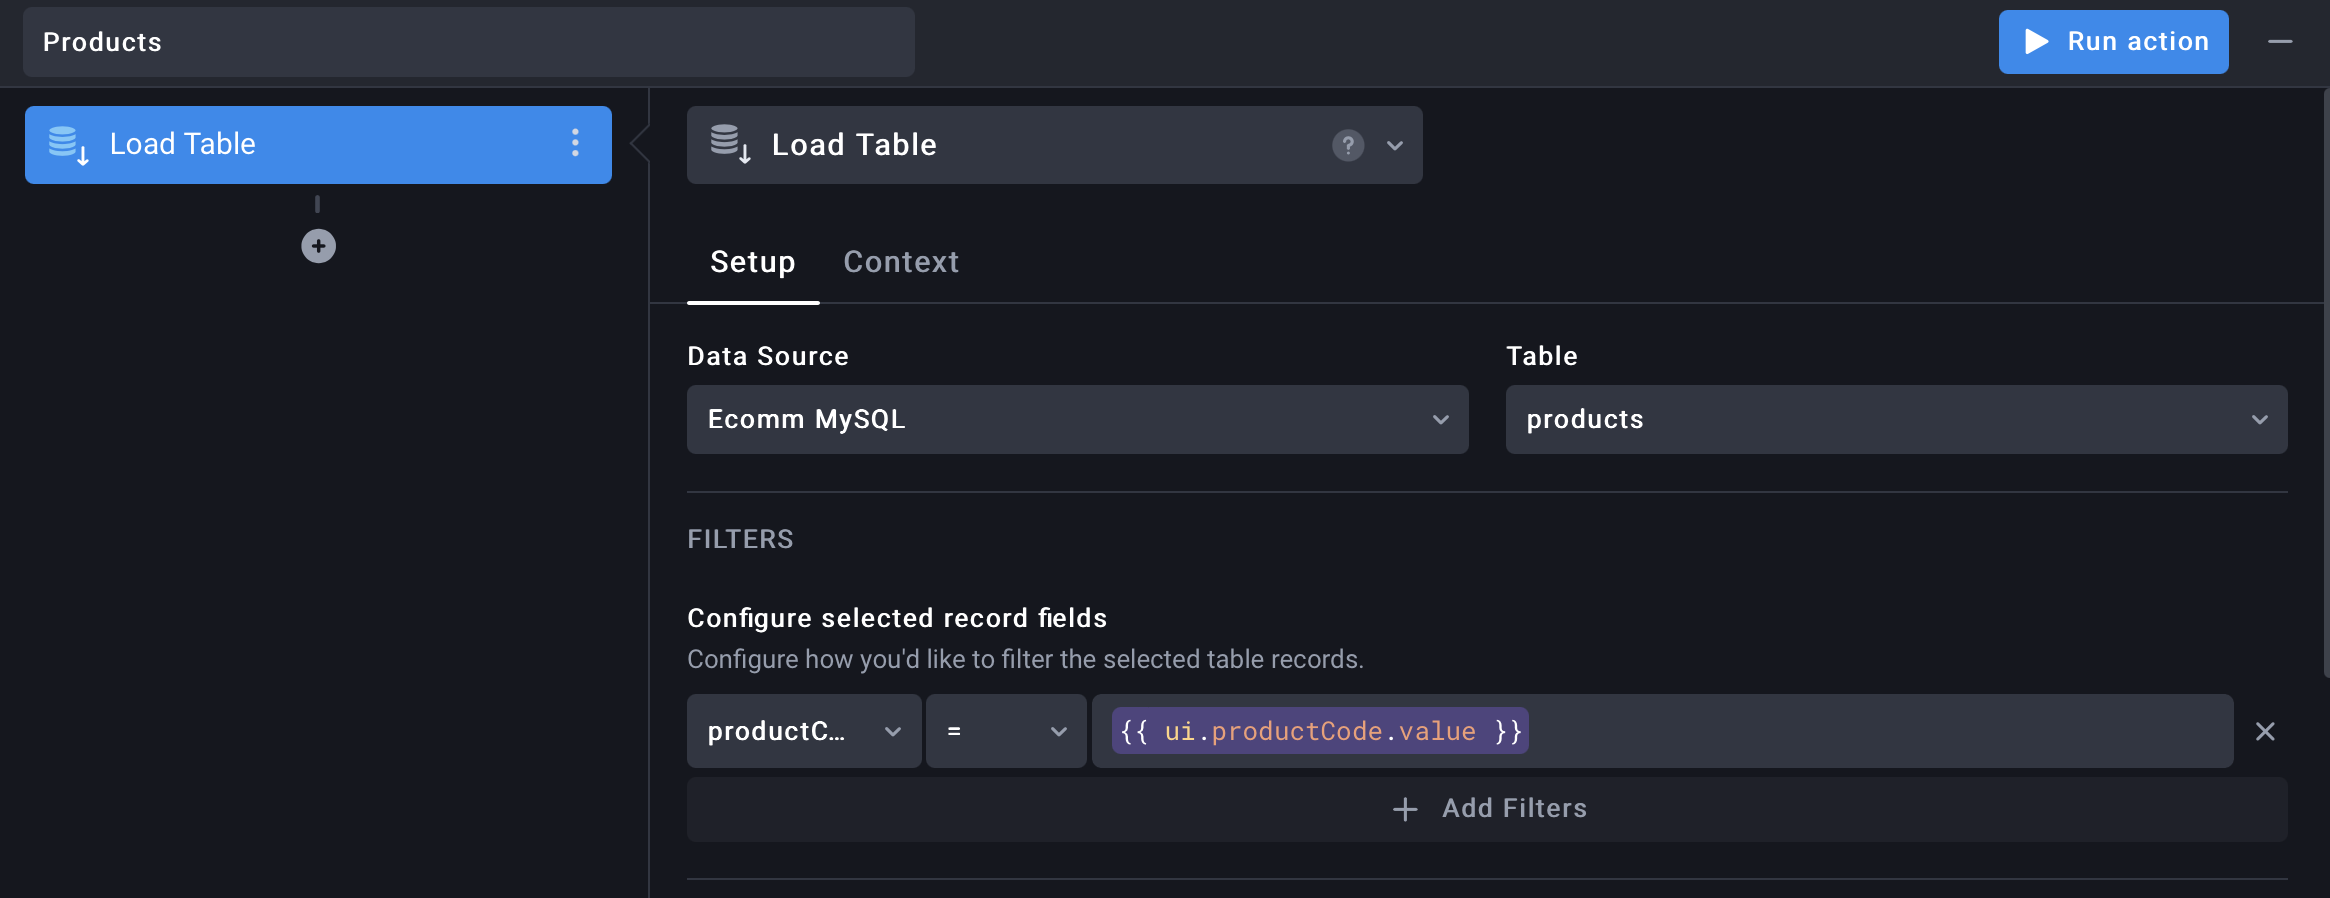 Products
Run action
Load Table
Load Table
?
Setup Context
Data Source
Table
Ecomm MySQL
products
FILTERS
Configure selected record fields
Configure how you'd like to filter the selected table records.
productC...
=
{{ ui.productCode.value }}
Add Filters